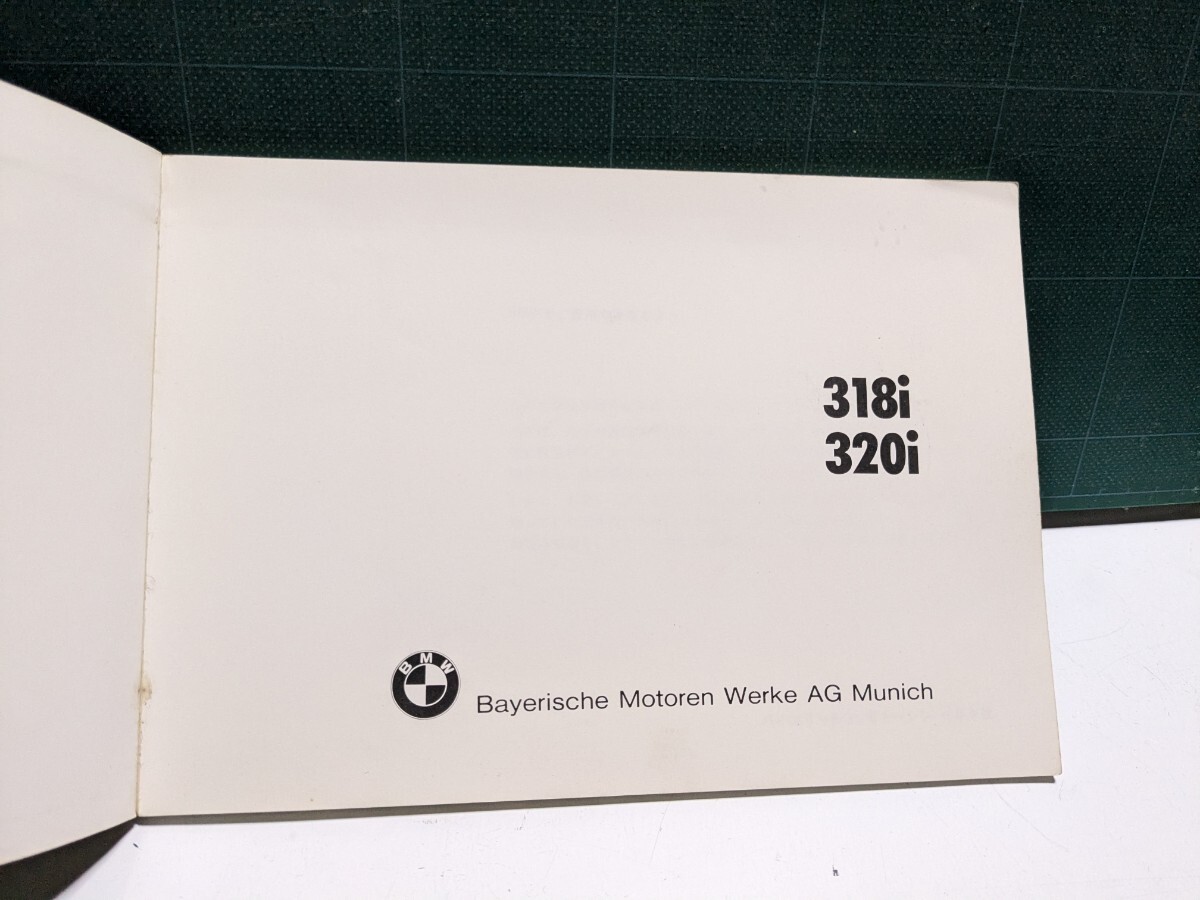 318i
320i
BMW
Bayerische Motoren Werke AG Munich